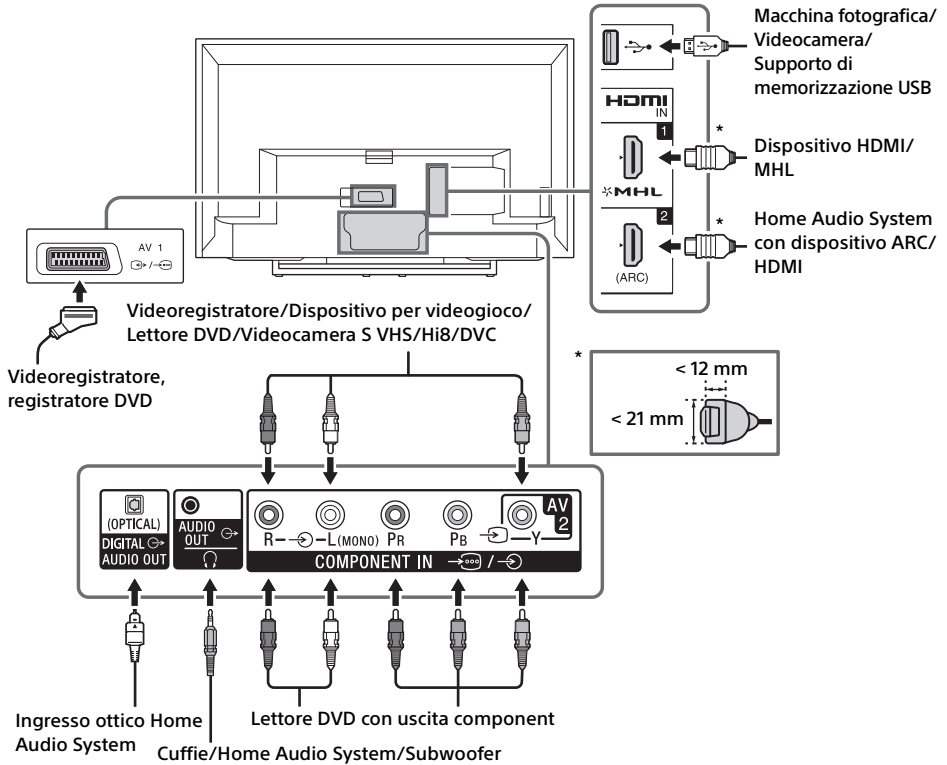 Macchina fotografica/
Videocamera/
Supporto di
memorizzazione USB
HDMI
IN
1
*
Dispositivo HDMI/
MHL
MHL
2
*
Home Audio System
con dispositivo ARC/
HDMI
(ARC)
AV 1
Videoregistratore,
registratore DVD
Videoregistratore/Dispositivo per videogioco/
Lettore DVD/Videocamera S VHS/Hi8/DVC
*
< 12 mm
< 21 mm
(OPTICAL)
DIGITAL
AUDIO OUT
AUDIO
OUT
R
L(MONO)
PR
PB
Y
AV
2
COMPONENT IN
/
Ingresso ottico Home
Audio System
Cuffie/Home Audio System/Subwoofer
Lettore DVD con uscita component